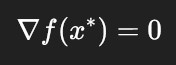 ∇f(x*) = 0